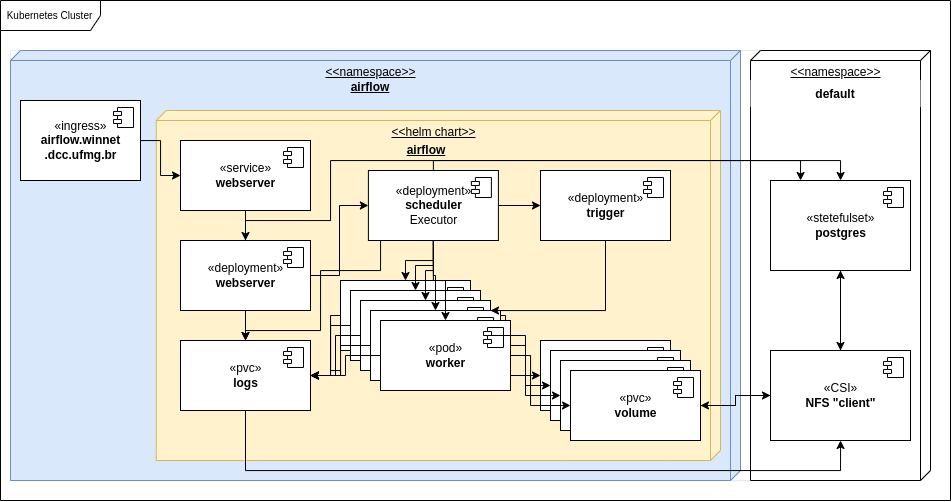 Kubernetes Cluster
<<namespace>>
airflow
<<namespace>>
default
«ingress»
airflow.winnet
.dcc.ufmg.br
<<helm chart>>
airflow
«service»
webserver
«deployment»
scheduler
Executor
«deployment»
trigger
«stetefulset»
postgres
«deployment»
webserver
«pvc»
logs
«pod»
worker
«pvc»
volume
«CSI»
NFS "client"